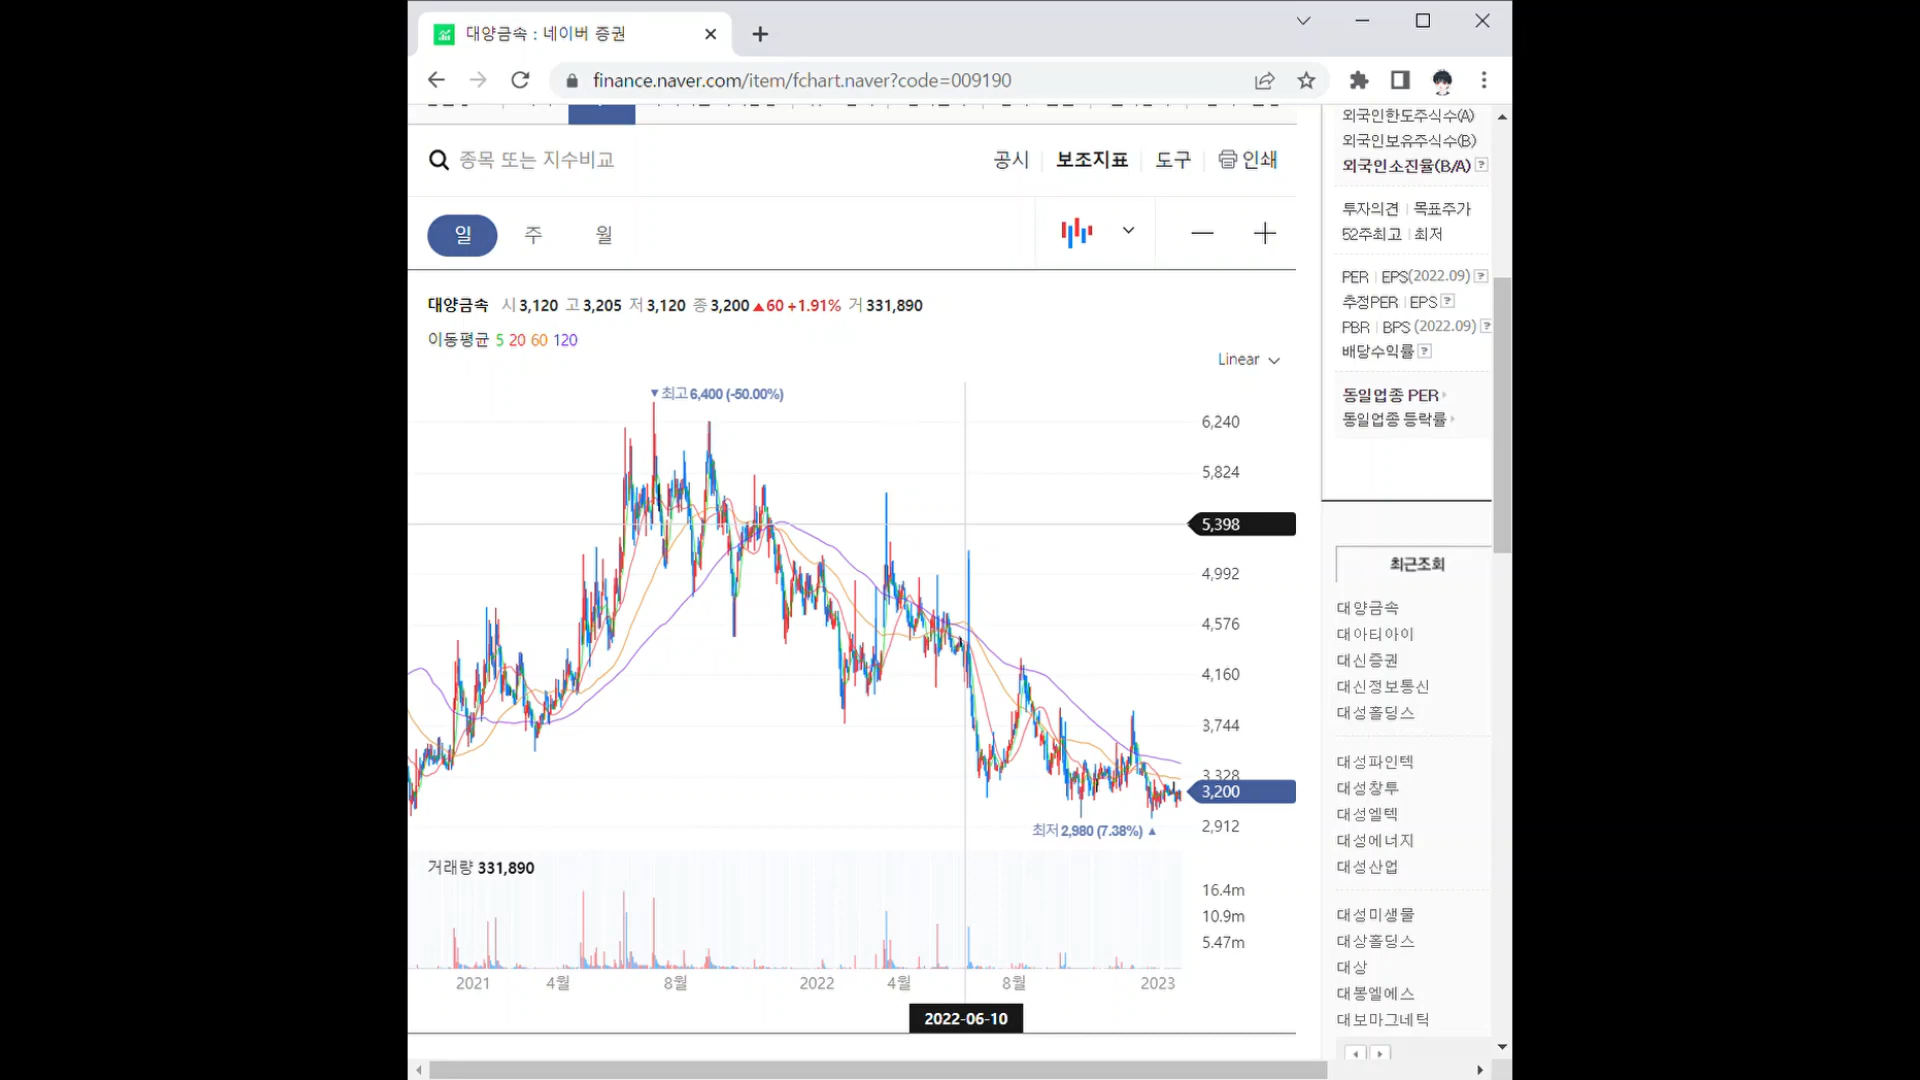 대양금속 : 네이버 증권
finance.naver.com/item/fchart.naver?code=009190
종목 또는 지수비교
공시
보조지표
도구
인쇄
일
주
월
대양금속 시 3,120 고 3,205 저 3,120 종 3,200 ▲60 +1.91% 거 331,890
이동평균 5 20 60 120
Linear
▼최고 6,400 (-50.00%)
6,240
5,824
5,398
4,992
4,576
4,160
3,744
3,328
3,200
2,912
최저 2,980 (7.38%) ▲
거래량 331,890
16.4m
10.9m
5.47m
2021 4월 8월 2022 4월 8월 2023
2022-06-10
외국인한도주식수(A)
외국인보유주식수(B)
외국인소진율(B/A) ?
투자의견 | 목표주가
52주최고 | 최저
PER | EPS(2022.09) ?
추정PER | EPS ?
PBR | BPS (2022.09) ?
배당수익률 ?
동일업종 PER
동일업종 등락률
최근조회
대양금속
대아티아이
대신증권
대신정보통신
대성홀딩스
대성파인텍
대성창투
대성엘텍
대성에너지
대성산업
대성미생물
대상홀딩스
대상
대봉엘에스
대보마그네틱